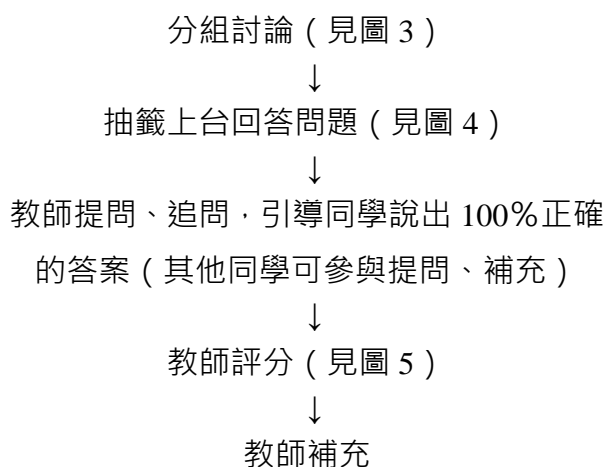 分組討論（見圖 3）
↓
抽籤上台回答問題（見圖 4）
↓
教師提問、追問，引導同學說出 100%正確
的答案（其他同學可參與提問、補充）
↓
教師評分（見圖 5）
↓
教師補充